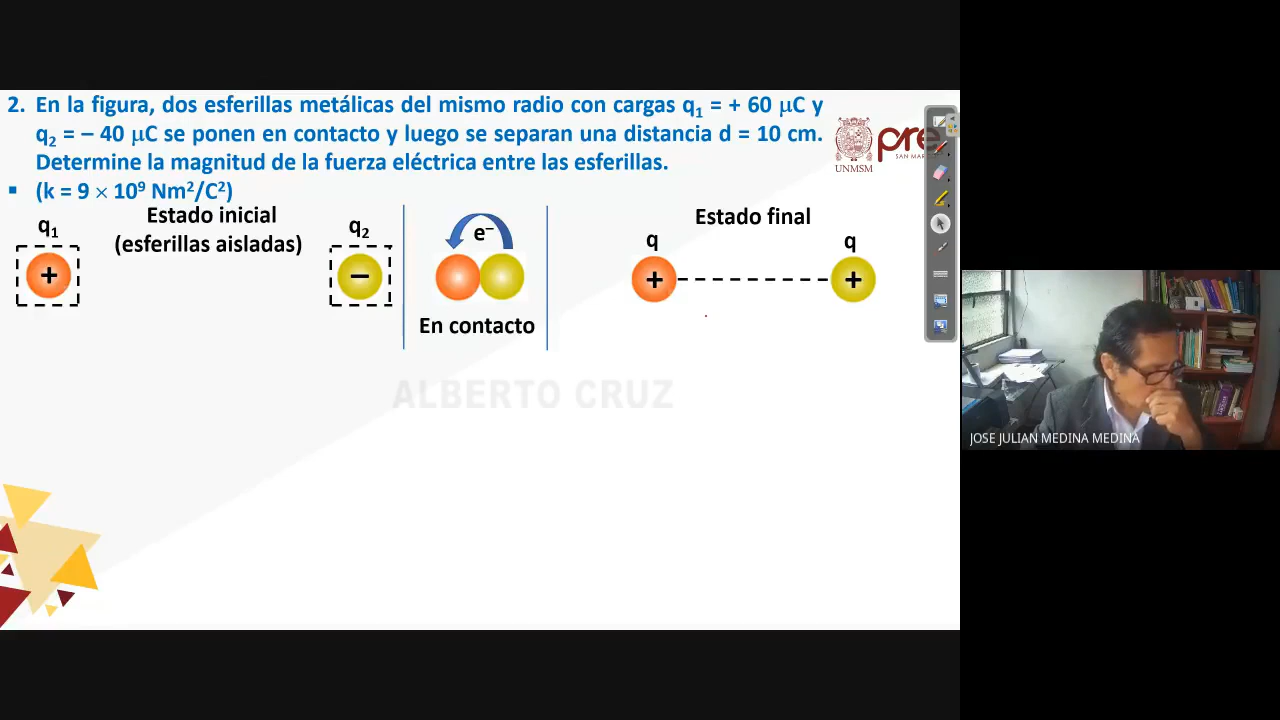 2. En la figura, dos esferillas metálicas del mismo radio con cargas q₁ = + 60 μC y
q₂ = – 40 μC se ponen en contacto y luego se separan una distancia d = 10 cm.
Determine la magnitud de la fuerza eléctrica entre las esferillas.
▪ (k = 9 × 10⁹ Nm²/C²)
pre
SAN MAR
UNMSM
Estado inicial
(esferillas aisladas)
q₁
+
q₂
–
e⁻
En contacto
Estado final
q
+
q
+
ALBERTO CRUZ
JOSE JULIAN MEDINA MEDINA